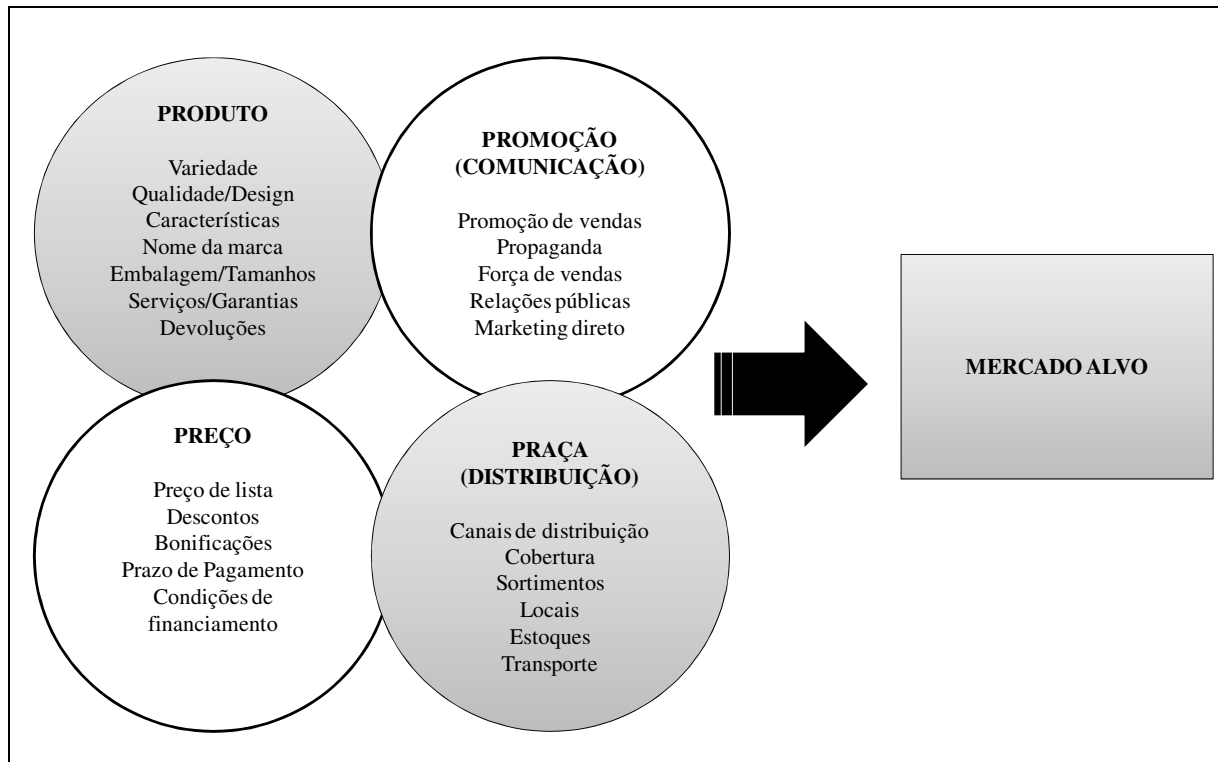 PRODUTO
Variedade
Qualidade/Design
Características
Nome da marca
Embalagem/Tamanhos
Serviços/Garantias
Devoluções
PROMOÇÃO
(COMUNICAÇÃO)
Promoção de vendas
Propaganda
Força de vendas
Relações públicas
Marketing direto
PREÇO
Preço de lista
Descontos
Bonificações
Prazo de Pagamento
Condições de
financiamento
PRAÇA
(DISTRIBUIÇÃO)
Canais de distribuição
Cobertura
Sortimentos
Locais
Estoques
Transporte
MERCADO ALVO